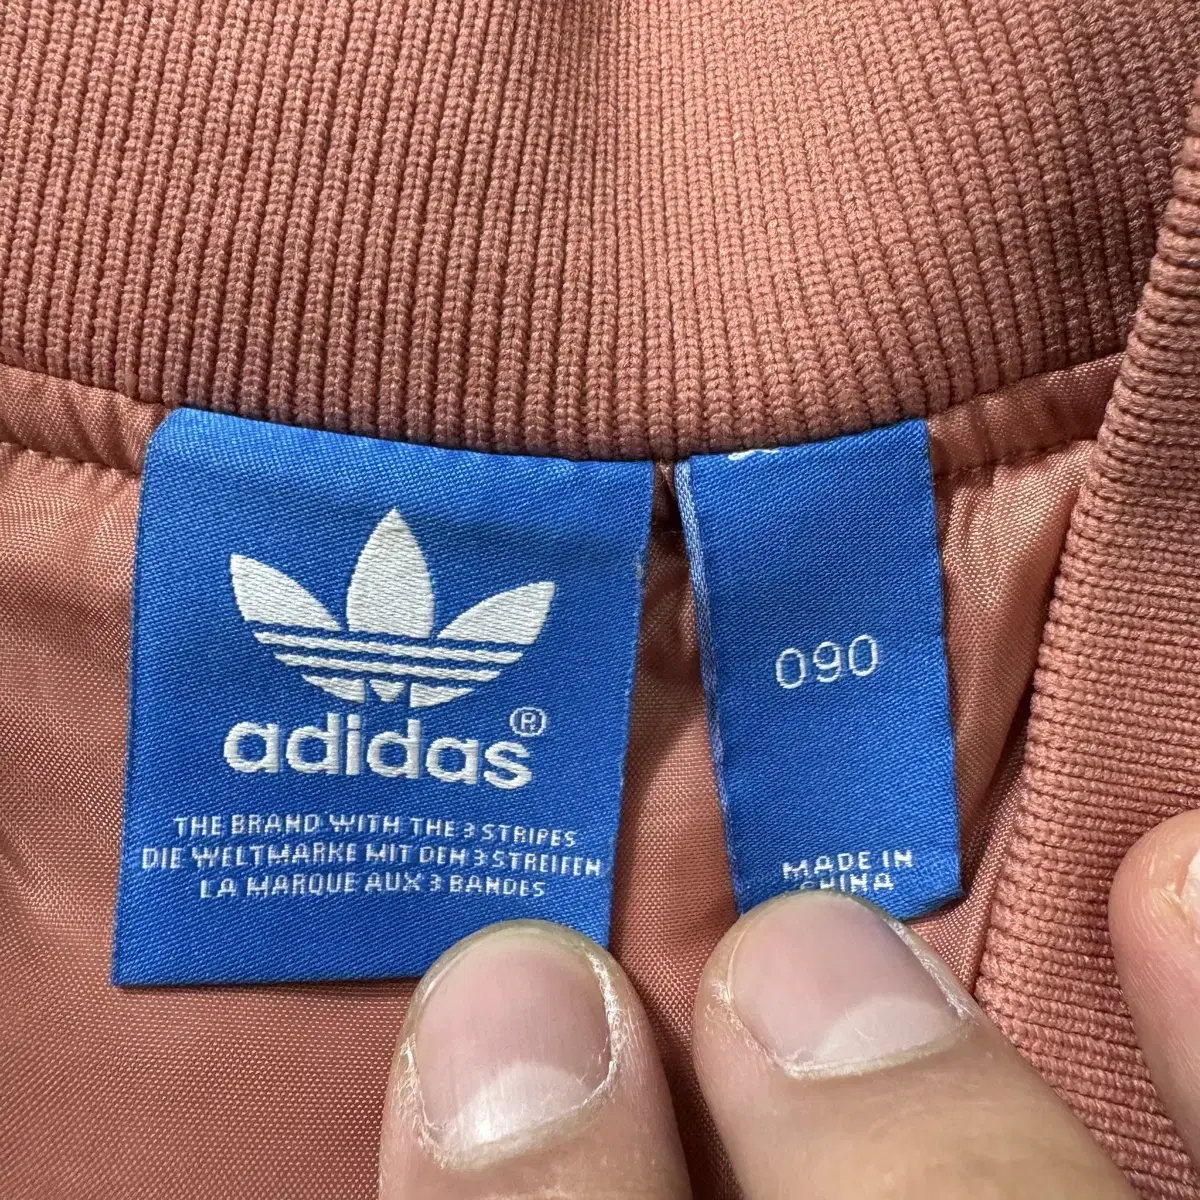 adidas®
THE BRAND WITH THE 3 STRIPES
DIE WELTMARKE MIT DEM 3 STREIFEN
LA MARQUE AUX 3 BANDES
090
MADE IN
CHINA